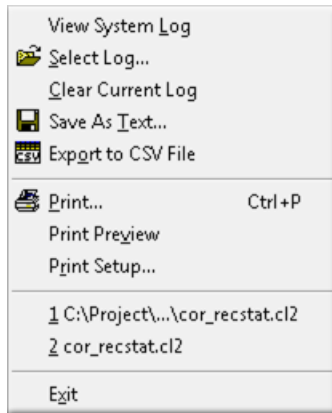 View System Log
Select Log...
Clear Current Log
Save As Text...
CSV Export to CSV File
Print... Ctrl+P
Print Preview
Print Setup...
1 C:\Project\...\cor_recstat.cl2
2 cor_recstat.cl2
Exit